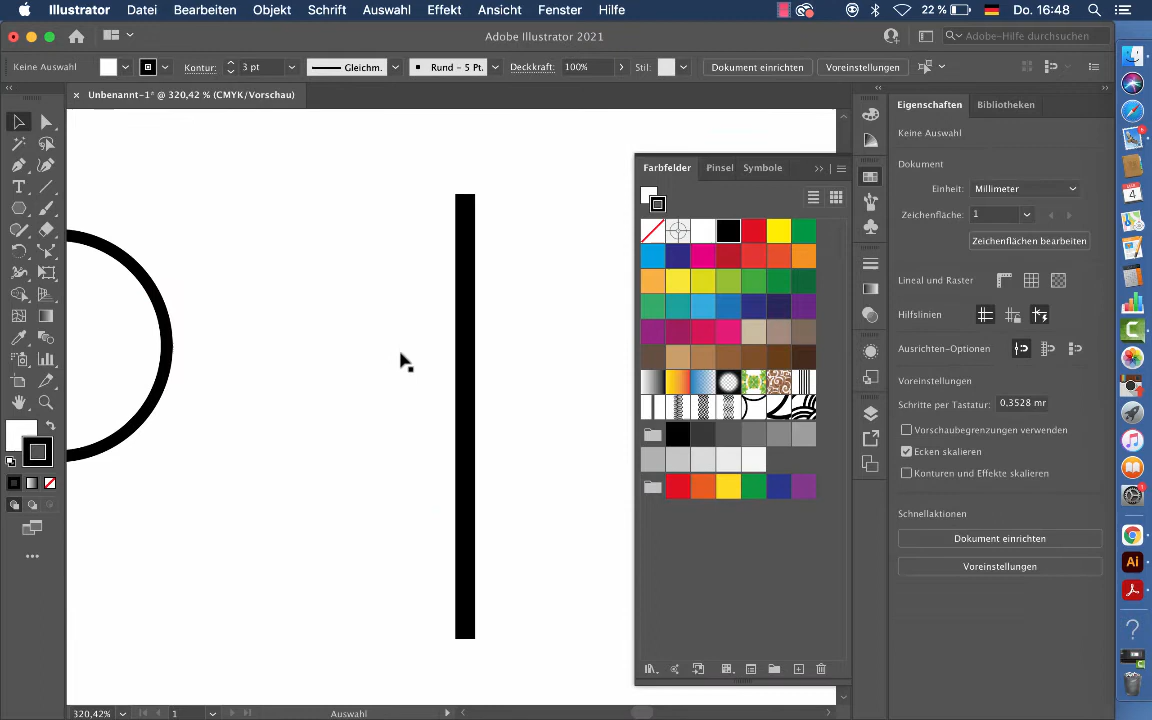 Illustrator Datei Bearbeiten Objekt Schrift Auswahl Effekt Ansicht Fenster Hilfe 22 % Do. 16:48
Adobe Illustrator 2021 Adobe-Hilfe durchsuchen
Keine Auswahl Kontur: 3 pt Gleichm. Rund - 5 Pt. Deckkraft: 100% Stil: Dokument einrichten Voreinstellungen
× Unbenannt-1* @ 320,42 % (CMYK/Vorschau)
Eigenschaften Bibliotheken
Keine Auswahl
Dokument
Farbfelder Pinsel Symbole
Einheit: Millimeter
Zeichenfläche: 1
Zeichenflächen bearbeiten
Lineal und Raster
Hilfslinien
Ausrichten-Optionen
Voreinstellungen
Schritte per Tastatur: 0,3528 mr
Vorschaubegrenzungen verwenden
Ecken skalieren
Konturen und Effekte skalieren
Schnellaktionen
Dokument einrichten
Voreinstellungen
320,42% 1 Auswahl